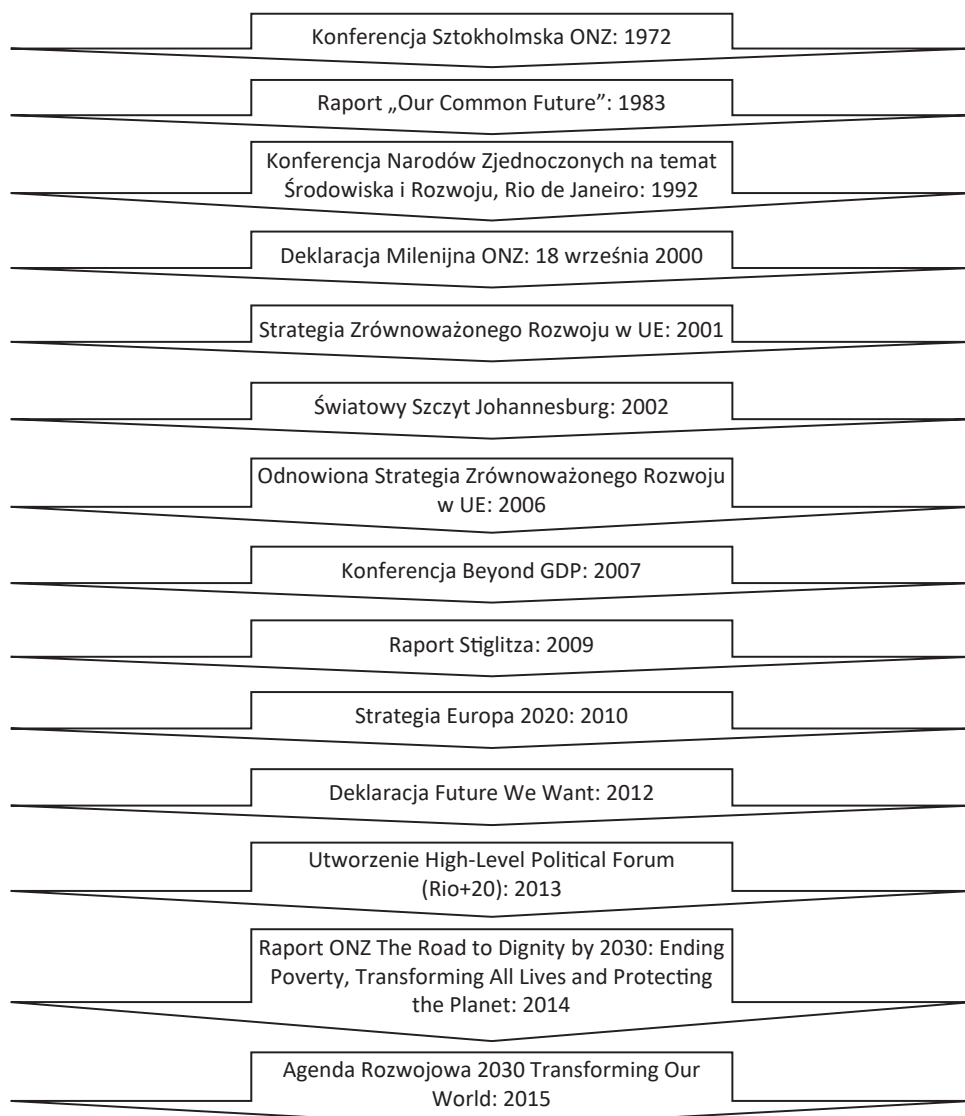 Konferencja Sztokholmska ONZ: 1972
Raport „Our Common Future”: 1983
Konferencja Narodów Zjednoczonych na temat
Środowiska i Rozwoju, Rio de Janeiro: 1992
Deklaracja Milenijna ONZ: 18 września 2000
Strategia Zrównoważonego Rozwoju w UE: 2001
Światowy Szczyt Johannesburg: 2002
Odnowiona Strategia Zrównoważonego Rozwoju
w UE: 2006
Konferencja Beyond GDP: 2007
Raport Stiglitza: 2009
Strategia Europa 2020: 2010
Deklaracja Future We Want: 2012
Utworzenie High-Level Political Forum
(Rio+20): 2013
Raport ONZ The Road to Dignity by 2030: Ending
Poverty, Transforming All Lives and Protecting
the Planet: 2014
Agenda Rozwojowa 2030 Transforming Our
World: 2015